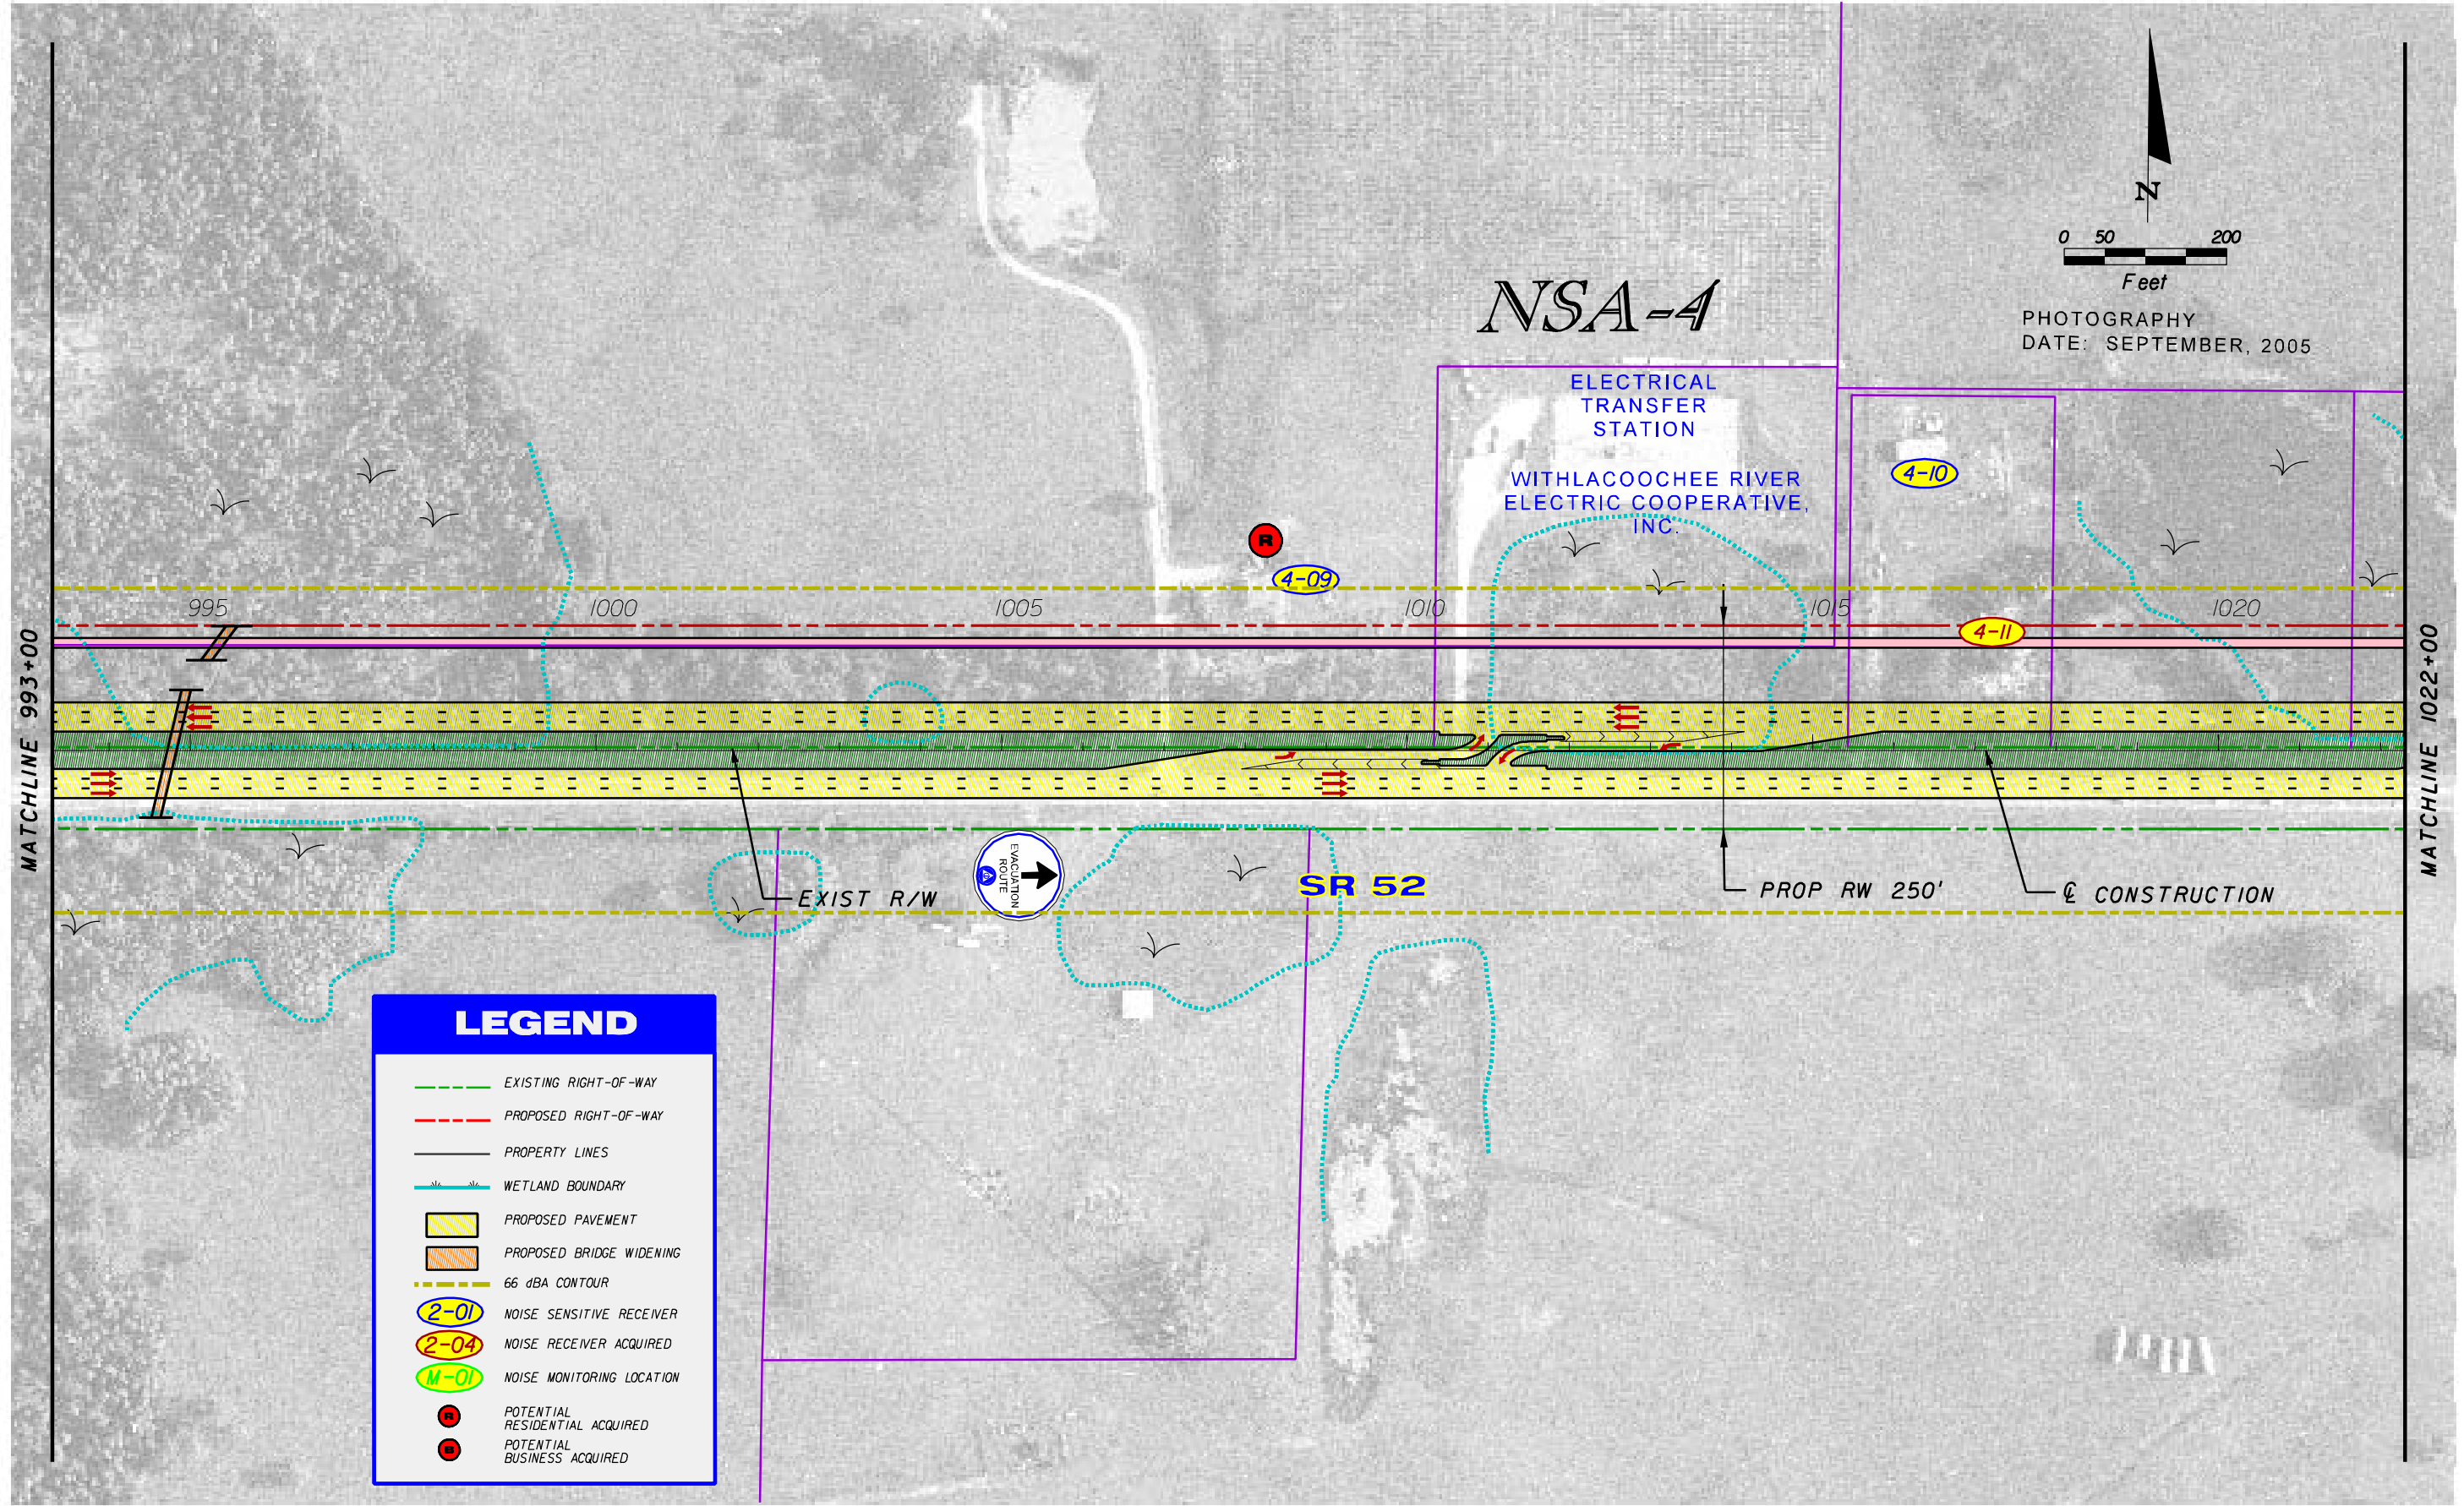 N
0 50 200
Feet
PHOTOGRAPHY
DATE: SEPTEMBER, 2005
NSA-4
ELECTRICAL
TRANSFER
STATION
WITHLACOOCHEE RIVER
ELECTRIC COOPERATIVE,
INC.
4-10
R
4-09
995 1000 1005 1010 1015 1020
4-11
MATCHLINE 993+00
MATCHLINE 1022+00
EVACUATION
ROUTE
SR 52
EXIST R/W
PROP RW 250'
℄ CONSTRUCTION
LEGEND
EXISTING RIGHT-OF-WAY
PROPOSED RIGHT-OF-WAY
PROPERTY LINES
WETLAND BOUNDARY
PROPOSED PAVEMENT
PROPOSED BRIDGE WIDENING
66 dBA CONTOUR
2-01 NOISE SENSITIVE RECEIVER
2-04 NOISE RECEIVER ACQUIRED
M-01 NOISE MONITORING LOCATION
R POTENTIAL
RESIDENTIAL ACQUIRED
B POTENTIAL
BUSINESS ACQUIRED